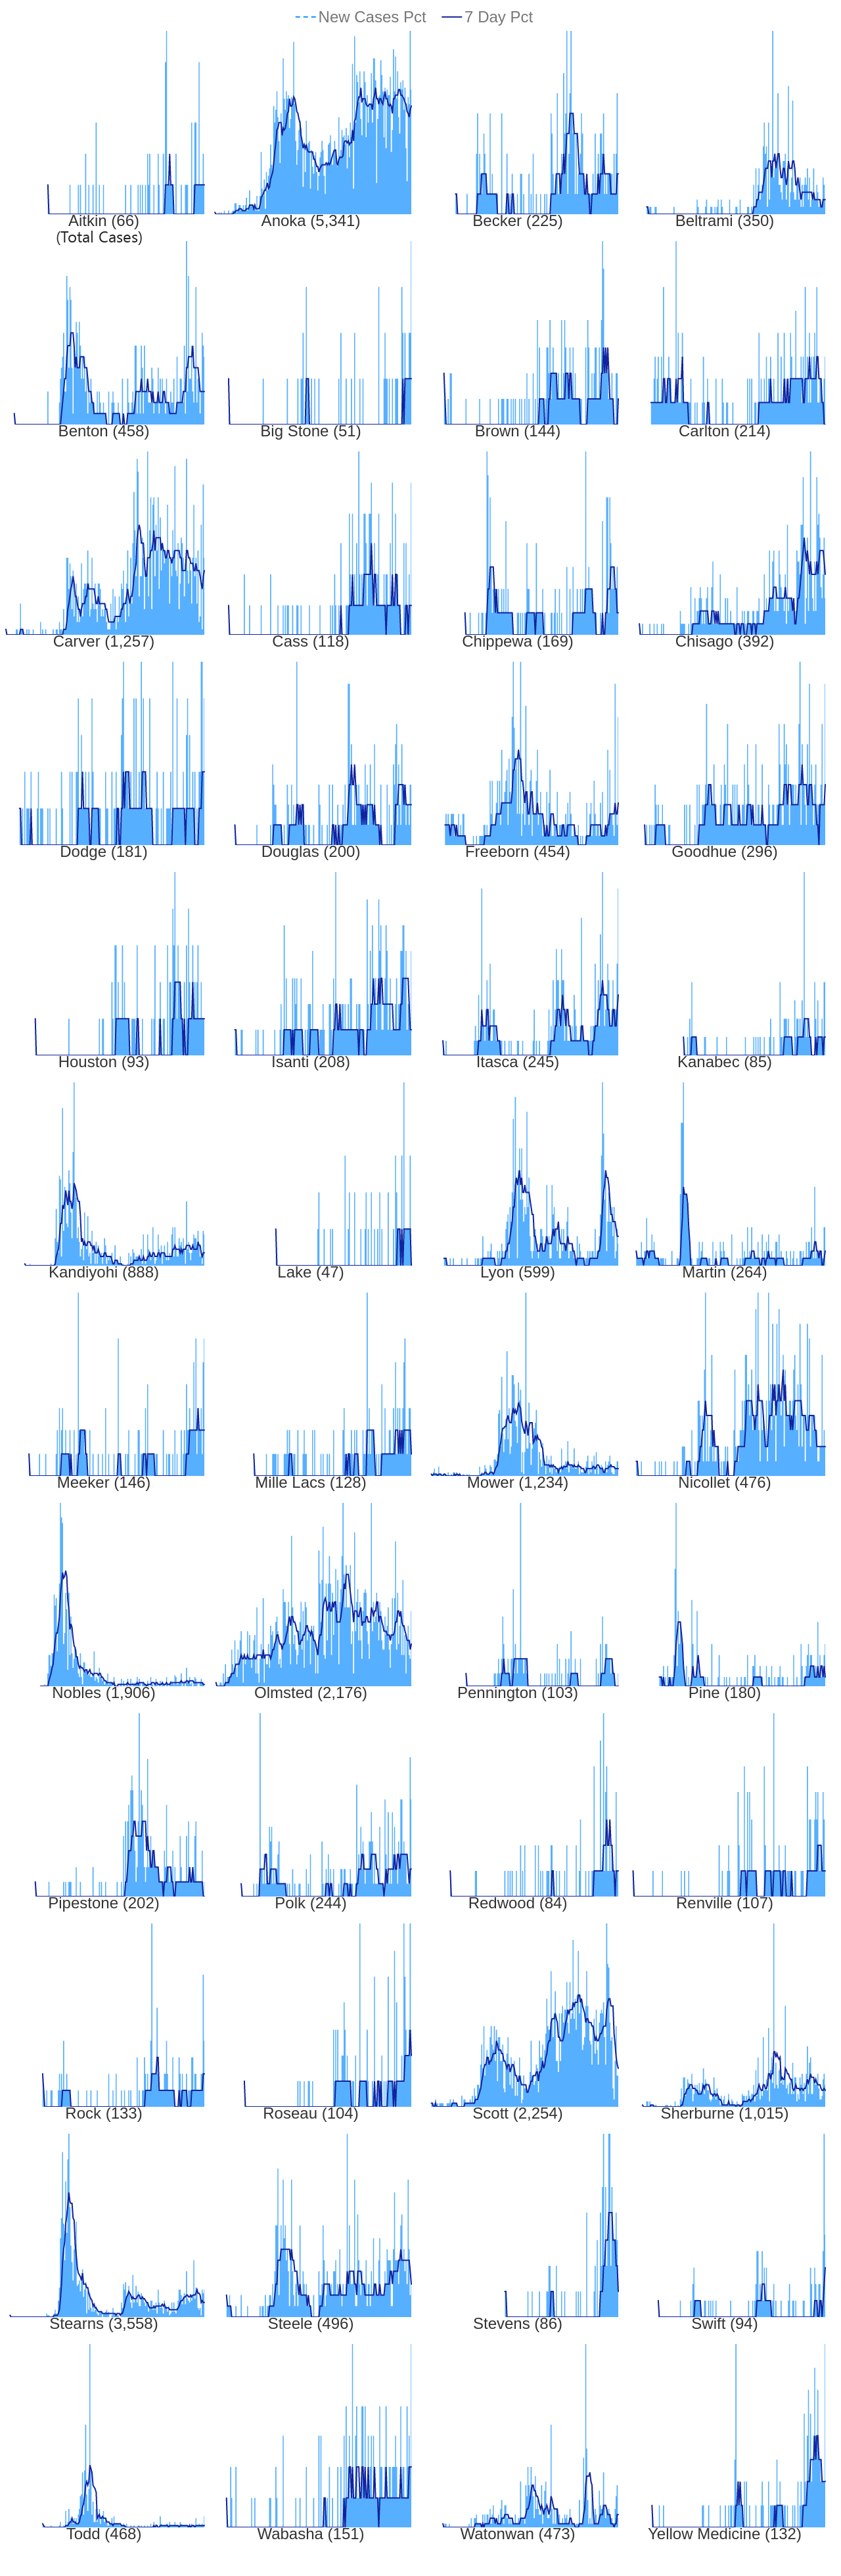 New Cases Pct 7 Day Pct
Aitkin (66) Anoka (5,341) Becker (225) Beltrami (350)
(Total Cases)
Benton (458) Big Stone (51) Brown (144) Carlton (214)
Carver (1,257) Cass (118) Chippewa (169) Chisago (392)
Dodge (181) Douglas (200) Freeborn (454) Goodhue (296)
Houston (93) Isanti (208) Itasca (245) Kanabec (85)
Kandiyohi (888) Lake (47) Lyon (599) Martin (264)
Meeker (146) Mille Lacs (128) Mower (1,234) Nicollet (476)
Nobles (1,906) Olmsted (2,176) Pennington (103) Pine (180)
Pipestone (202) Polk (244) Redwood (84) Renville (107)
Rock (133) Roseau (104) Scott (2,254) Sherburne (1,015)
Stearns (3,558) Steele (496) Stevens (86) Swift (94)
Todd (468) Wabasha (151) Watonwan (473) Yellow Medicine (132)